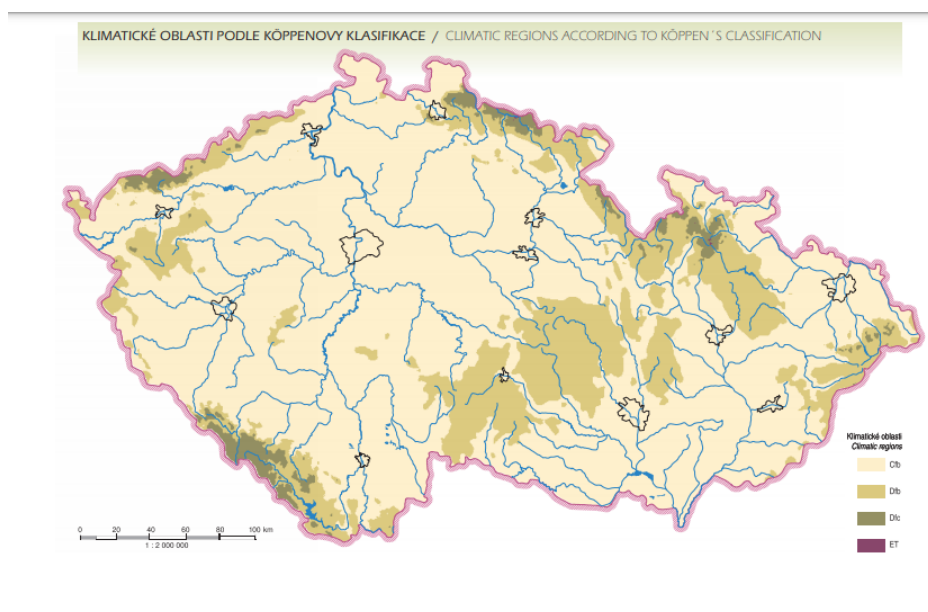 KLIMATICKÉ OBLASTI PODLE KÖPPENOVY KLASIFIKACE / CLIMATIC REGIONS ACCORDING TO KÖPPEN´S CLASSIFICATION
Klimatické oblasti
Climatic regions
Cfb
Dfb
Dfc
ET
0 20 40 60 80 100 km
1 : 2 000 000